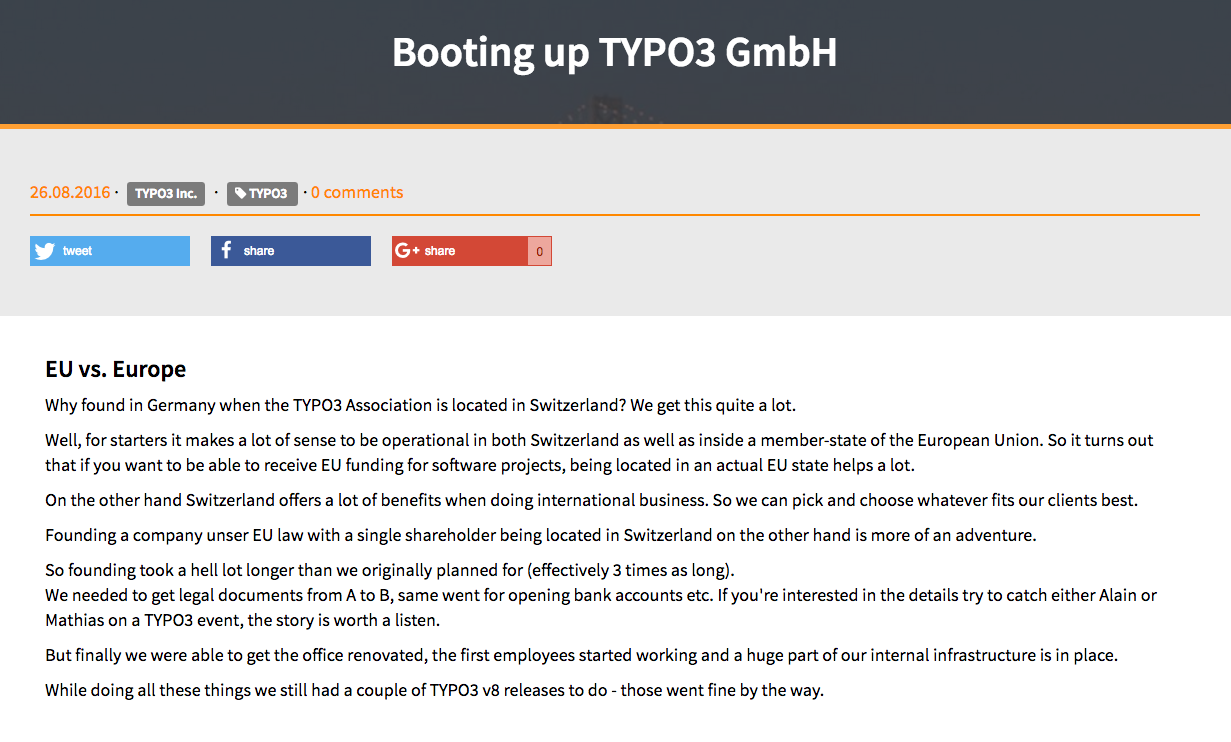 Booting up TYPO3 GmbH
26.08.2016 · TYPO3 Inc. · TYPO3 · 0 comments
tweet share G+ share 0
EU vs. Europe
Why found in Germany when the TYPO3 Association is located in Switzerland? We get this quite a lot.
Well, for starters it makes a lot of sense to be operational in both Switzerland as well as inside a member-state of the European Union. So it turns out
that if you want to be able to receive EU funding for software projects, being located in an actual EU state helps a lot.
On the other hand Switzerland offers a lot of benefits when doing international business. So we can pick and choose whatever fits our clients best.
Founding a company unser EU law with a single shareholder being located in Switzerland on the other hand is more of an adventure.
So founding took a hell lot longer than we originally planned for (effectively 3 times as long).
We needed to get legal documents from A to B, same went for opening bank accounts etc. If you're interested in the details try to catch either Alain or
Mathias on a TYPO3 event, the story is worth a listen.
But finally we were able to get the office renovated, the first employees started working and a huge part of our internal infrastructure is in place.
While doing all these things we still had a couple of TYPO3 v8 releases to do - those went fine by the way.